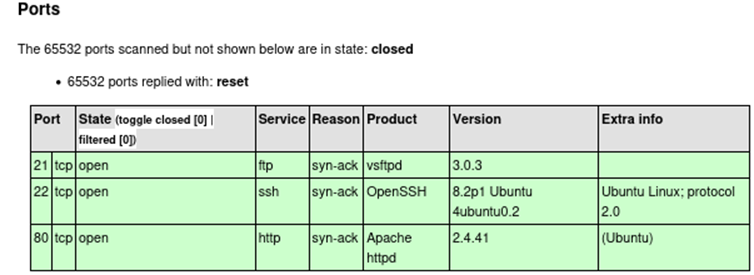 Ports
The 65532 ports scanned but not shown below are in state: closed
• 65532 ports replied with: reset
Port State (toggle closed [0] | filtered [0]) Service Reason Product Version Extra info
21 tcp open ftp syn-ack vsftpd 3.0.3
22 tcp open ssh syn-ack OpenSSH 8.2p1 Ubuntu 4ubuntu0.2 Ubuntu Linux; protocol 2.0
80 tcp open http syn-ack Apache httpd 2.4.41 (Ubuntu)